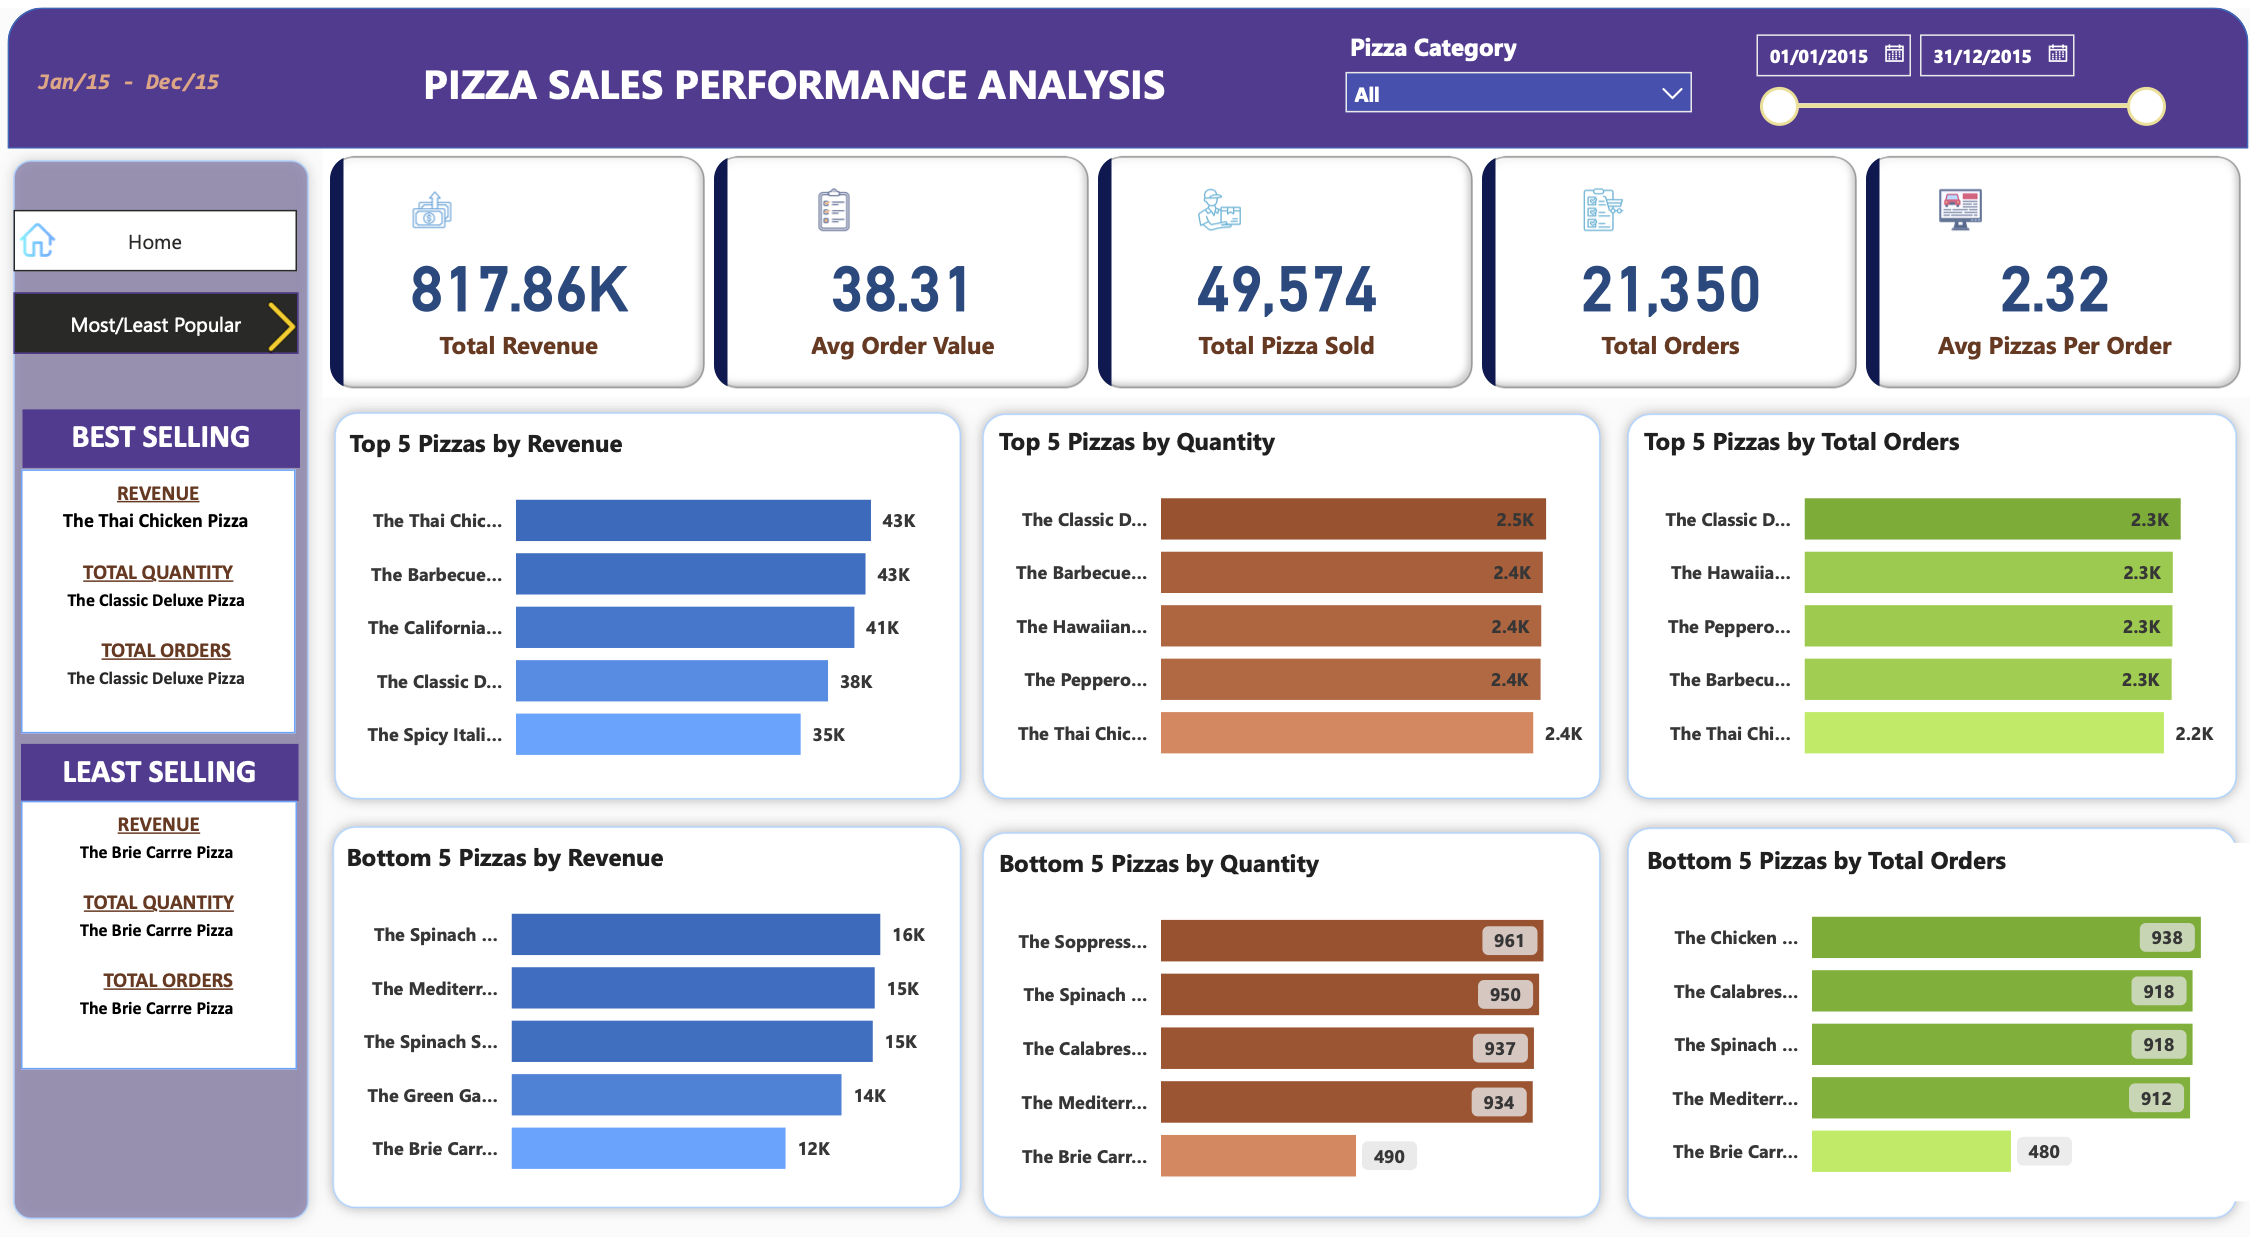 Jan/15 - Dec/15
PIZZA SALES PERFORMANCE ANALYSIS
Pizza Category
All
01/01/2015
31/12/2015
Home
Most/Least Popular
BEST SELLING
REVENUE
The Thai Chicken Pizza
TOTAL QUANTITY
The Classic Deluxe Pizza
TOTAL ORDERS
The Classic Deluxe Pizza
LEAST SELLING
REVENUE
The Brie Carrre Pizza
TOTAL QUANTITY
The Brie Carrre Pizza
TOTAL ORDERS
The Brie Carrre Pizza
817.86K
Total Revenue
38.31
Avg Order Value
49,574
Total Pizza Sold
21,350
Total Orders
2.32
Avg Pizzas Per Order
Top 5 Pizzas by Revenue
The Thai Chic... 43K
The Barbecue... 43K
The California... 41K
The Classic D... 38K
The Spicy Itali... 35K
Top 5 Pizzas by Quantity
The Classic D... 2.5K
The Barbecue... 2.4K
The Hawaiian... 2.4K
The Peppero... 2.4K
The Thai Chic... 2.4K
Top 5 Pizzas by Total Orders
The Classic D... 2.3K
The Hawaiia... 2.3K
The Peppero... 2.3K
The Barbecu... 2.3K
The Thai Chi... 2.2K
Bottom 5 Pizzas by Revenue
The Spinach ... 16K
The Mediterr... 15K
The Spinach S... 15K
The Green Ga... 14K
The Brie Carr... 12K
Bottom 5 Pizzas by Quantity
The Soppress... 961
The Spinach ... 950
The Calabres... 937
The Mediterr... 934
The Brie Carr... 490
Bottom 5 Pizzas by Total Orders
The Chicken ... 938
The Calabres... 918
The Spinach ... 918
The Mediterr... 912
The Brie Carr... 480